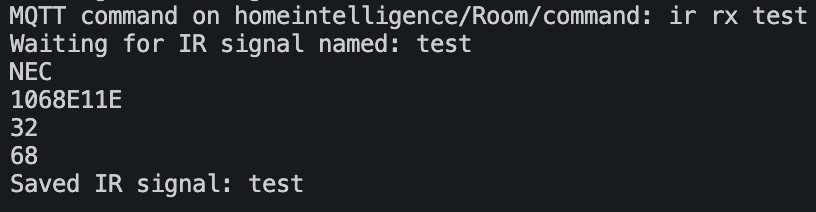 MQTT command on homeintelligence/Room/command: ir rx test
Waiting for IR signal named: test
NEC
1068E11E
32
68
Saved IR signal: test